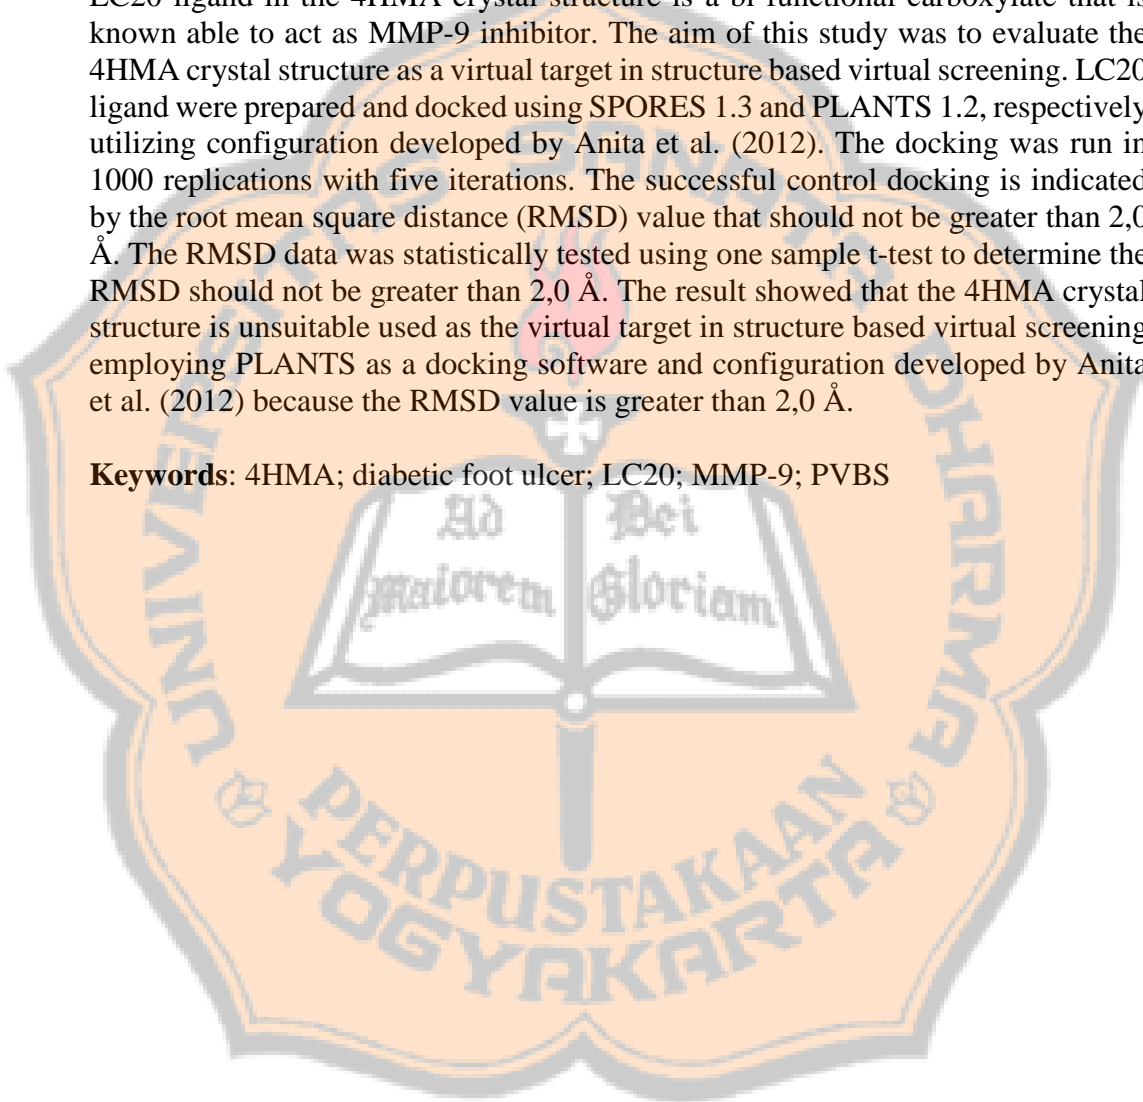 LC20 ligand in the 4HMA crystal structure is a bi functional carboxylate that is
known able to act as MMP-9 inhibitor. The aim of this study was to evaluate the
4HMA crystal structure as a virtual target in structure based virtual screening. LC20
ligand were prepared and docked using SPORES 1.3 and PLANTS 1.2, respectively
utilizing configuration developed by Anita et al. (2012). The docking was run in
1000 replications with five iterations. The successful control docking is indicated
by the root mean square distance (RMSD) value that should not be greater than 2,0
Å. The RMSD data was statistically tested using one sample t-test to determine the
RMSD should not be greater than 2,0 Å. The result showed that the 4HMA crystal
structure is unsuitable used as the virtual target in structure based virtual screening
employing PLANTS as a docking software and configuration developed by Anita
et al. (2012) because the RMSD value is greater than 2,0 Å.
Keywords: 4HMA; diabetic foot ulcer; LC20; MMP-9; PVBS
UNIVERSITAS SANATA DHARMA
Ad Dei
Maiorem Gloriam
PERPUSTAKAAN
YOGYAKARTA